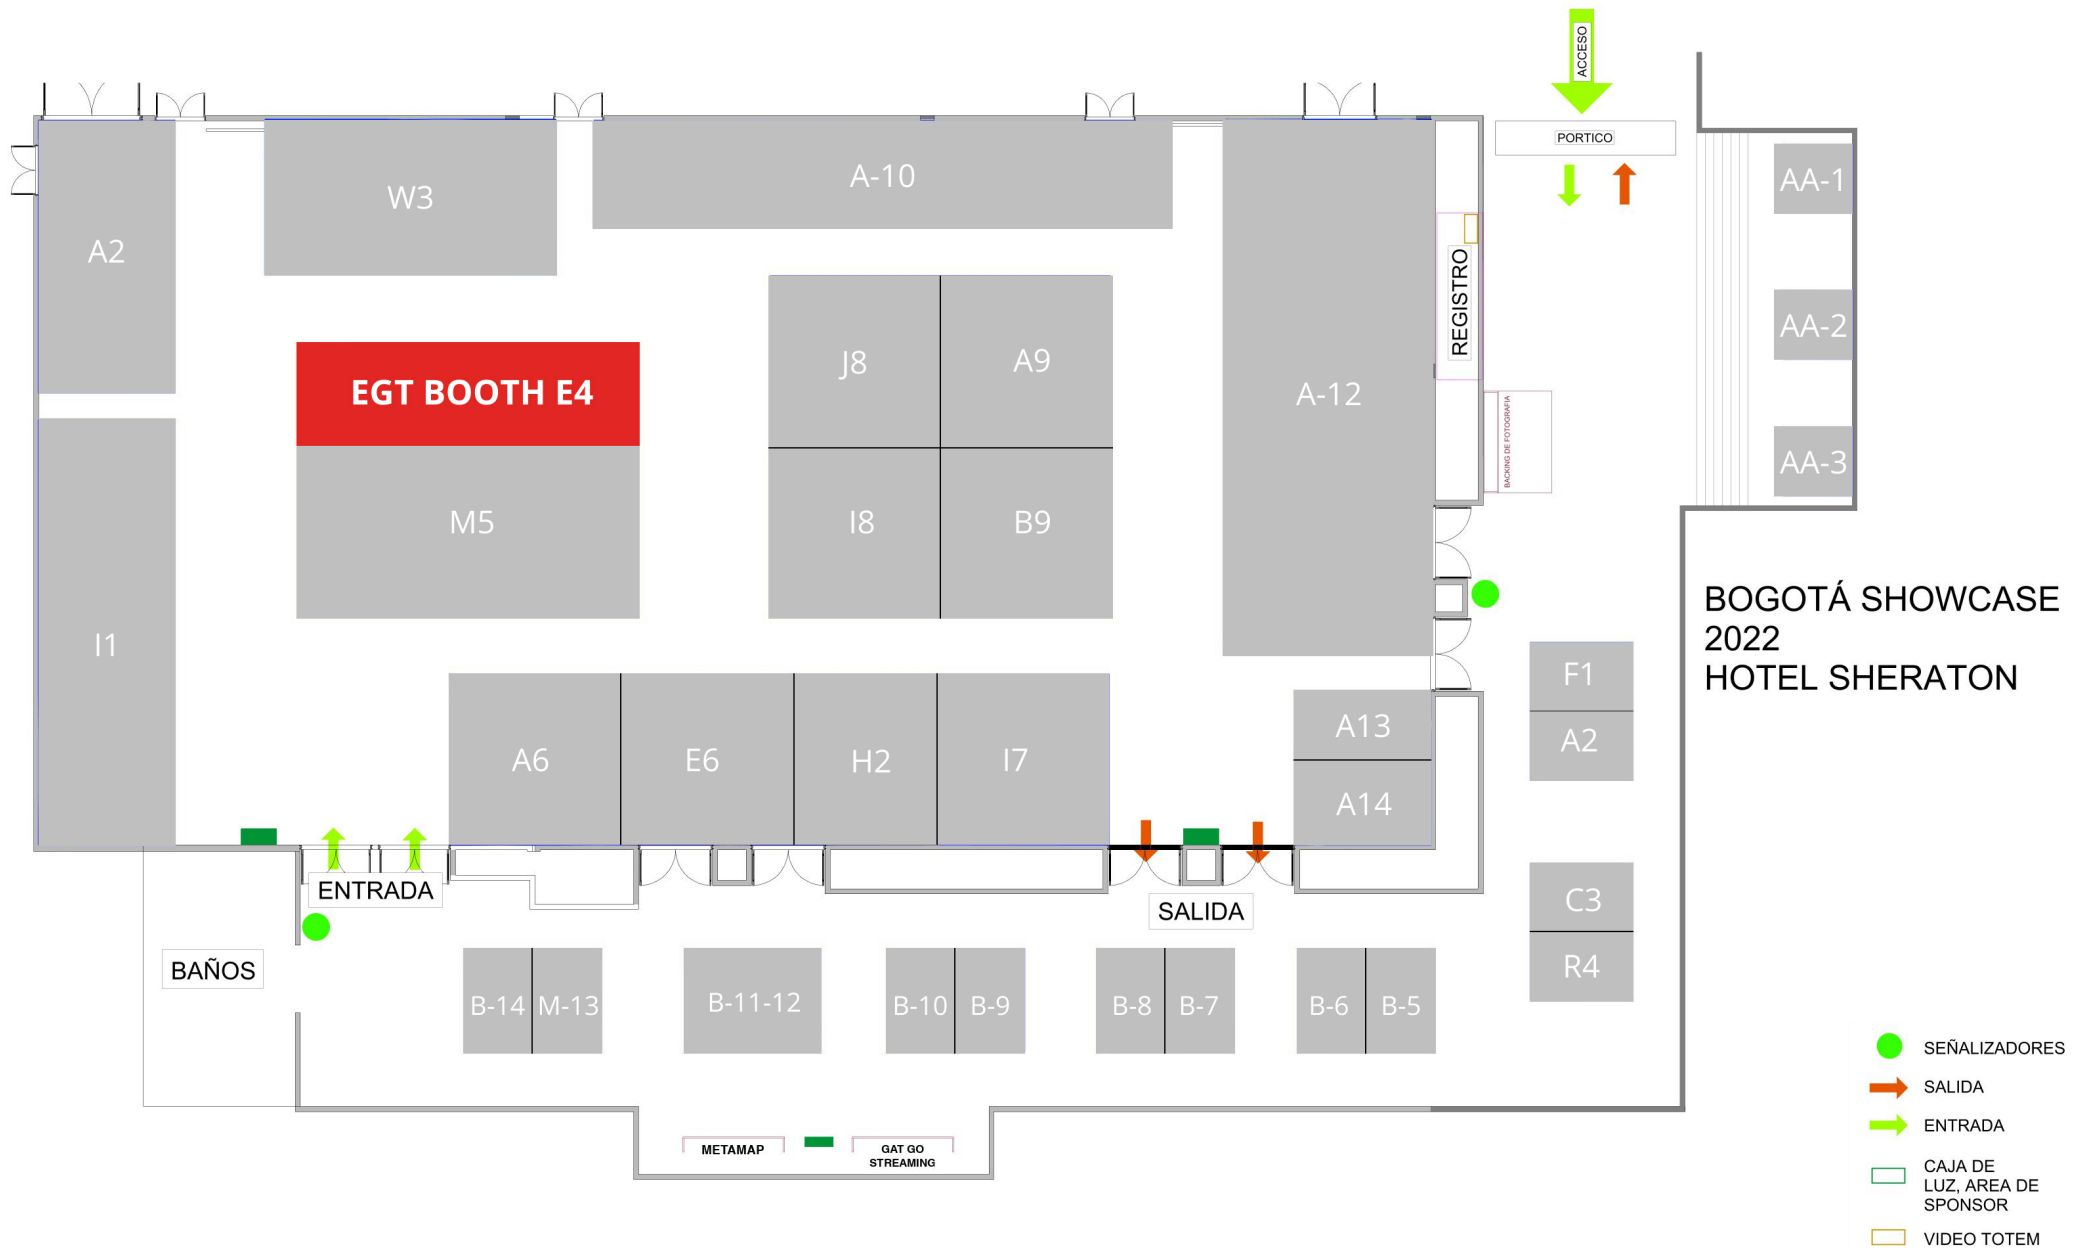 ACCESO
PORTICO
W3
A-10
AA-1
A2
REGISTRO
AA-2
J8
A9
EGT BOOTH E4
A-12
BACKING DE FOTOGRAFIA
AA-3
M5
I8
B9
BOGOTÁ SHOWCASE
2022
HOTEL SHERATON
I1
F1
A2
A13
A6
E6
H2
I7
A14
ENTRADA
SALIDA
C3
R4
BAÑOS
B-14
M-13
B-11-12
B-10
B-9
B-8
B-7
B-6
B-5
METAMAP
GAT GO
STREAMING
SEÑALIZADORES
SALIDA
ENTRADA
CAJA DE
LUZ, AREA DE
SPONSOR
VIDEO TOTEM